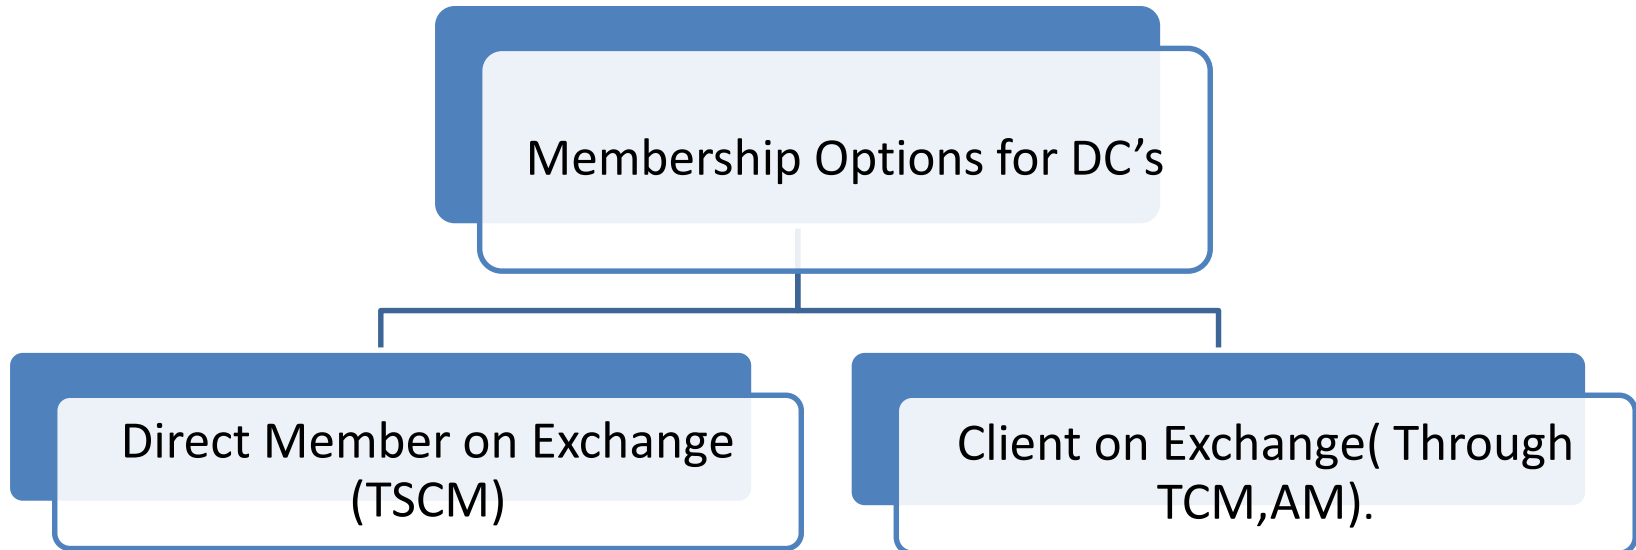 Membership Options for DC’s
Direct Member on Exchange
(TSCM)
Client on Exchange( Through
TCM,AM).